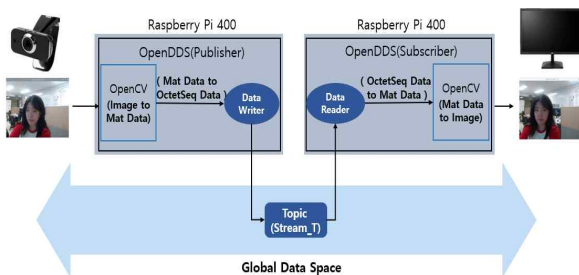 Raspberry Pi 400
OpenDDS(Publisher)
OpenCV
(Image to
Mat Data)
( Mat Data to
OctetSeq Data )
Data
Writer
Raspberry Pi 400
OpenDDS(Subscriber)
Data
Reader
( OctetSeq Data
to Mat Data )
OpenCV
(Mat Data
to Image)
Topic
(Stream_T)
Global Data Space